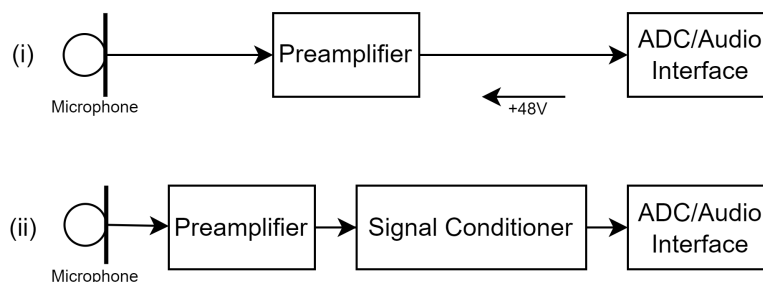 (i)
Microphone
Preamplifier
+48V
ADC/Audio
Interface
(ii)
Microphone
Preamplifier
Signal Conditioner
ADC/Audio
Interface